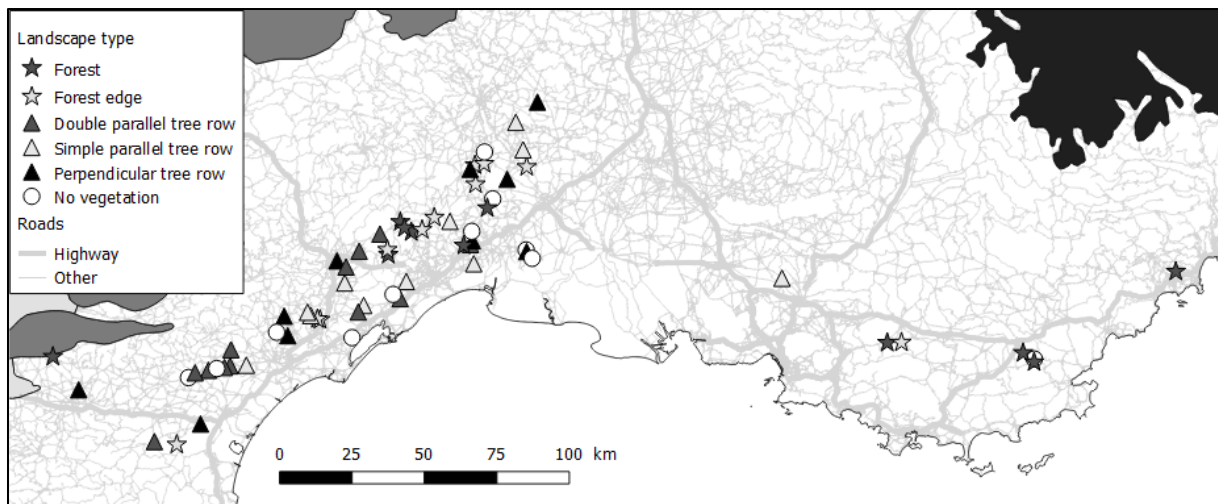 Landscape type
Forest
Forest edge
Double parallel tree row
Simple parallel tree row
Perpendicular tree row
No vegetation
Roads
Highway
Other
0 25 50 75 100 km